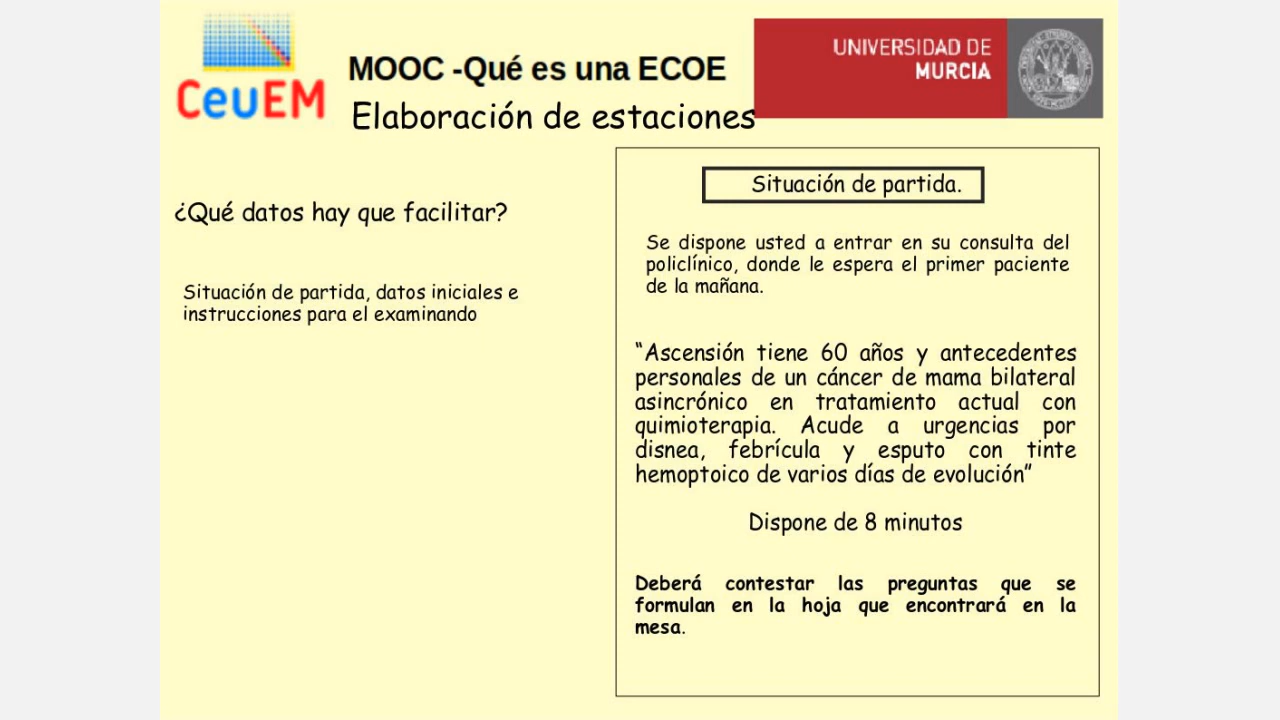 CeuEM
MOOC -Qué es una ECOE
Elaboración de estaciones
UNIVERSIDAD DE
MURCIA
¿Qué datos hay que facilitar?
Situación de partida, datos iniciales e
instrucciones para el examinando
Situación de partida.
Se dispone usted a entrar en su consulta del
policlínico, donde le espera el primer paciente
de la mañana.
“Ascensión tiene 60 años y antecedentes
personales de un cáncer de mama bilateral
asincrónico en tratamiento actual con
quimioterapia. Acude a urgencias por
disnea, febrícula y esputo con tinte
hemoptoico de varios días de evolución”
Dispone de 8 minutos
Deberá contestar las preguntas que se
formulan en la hoja que encontrará en la
mesa.